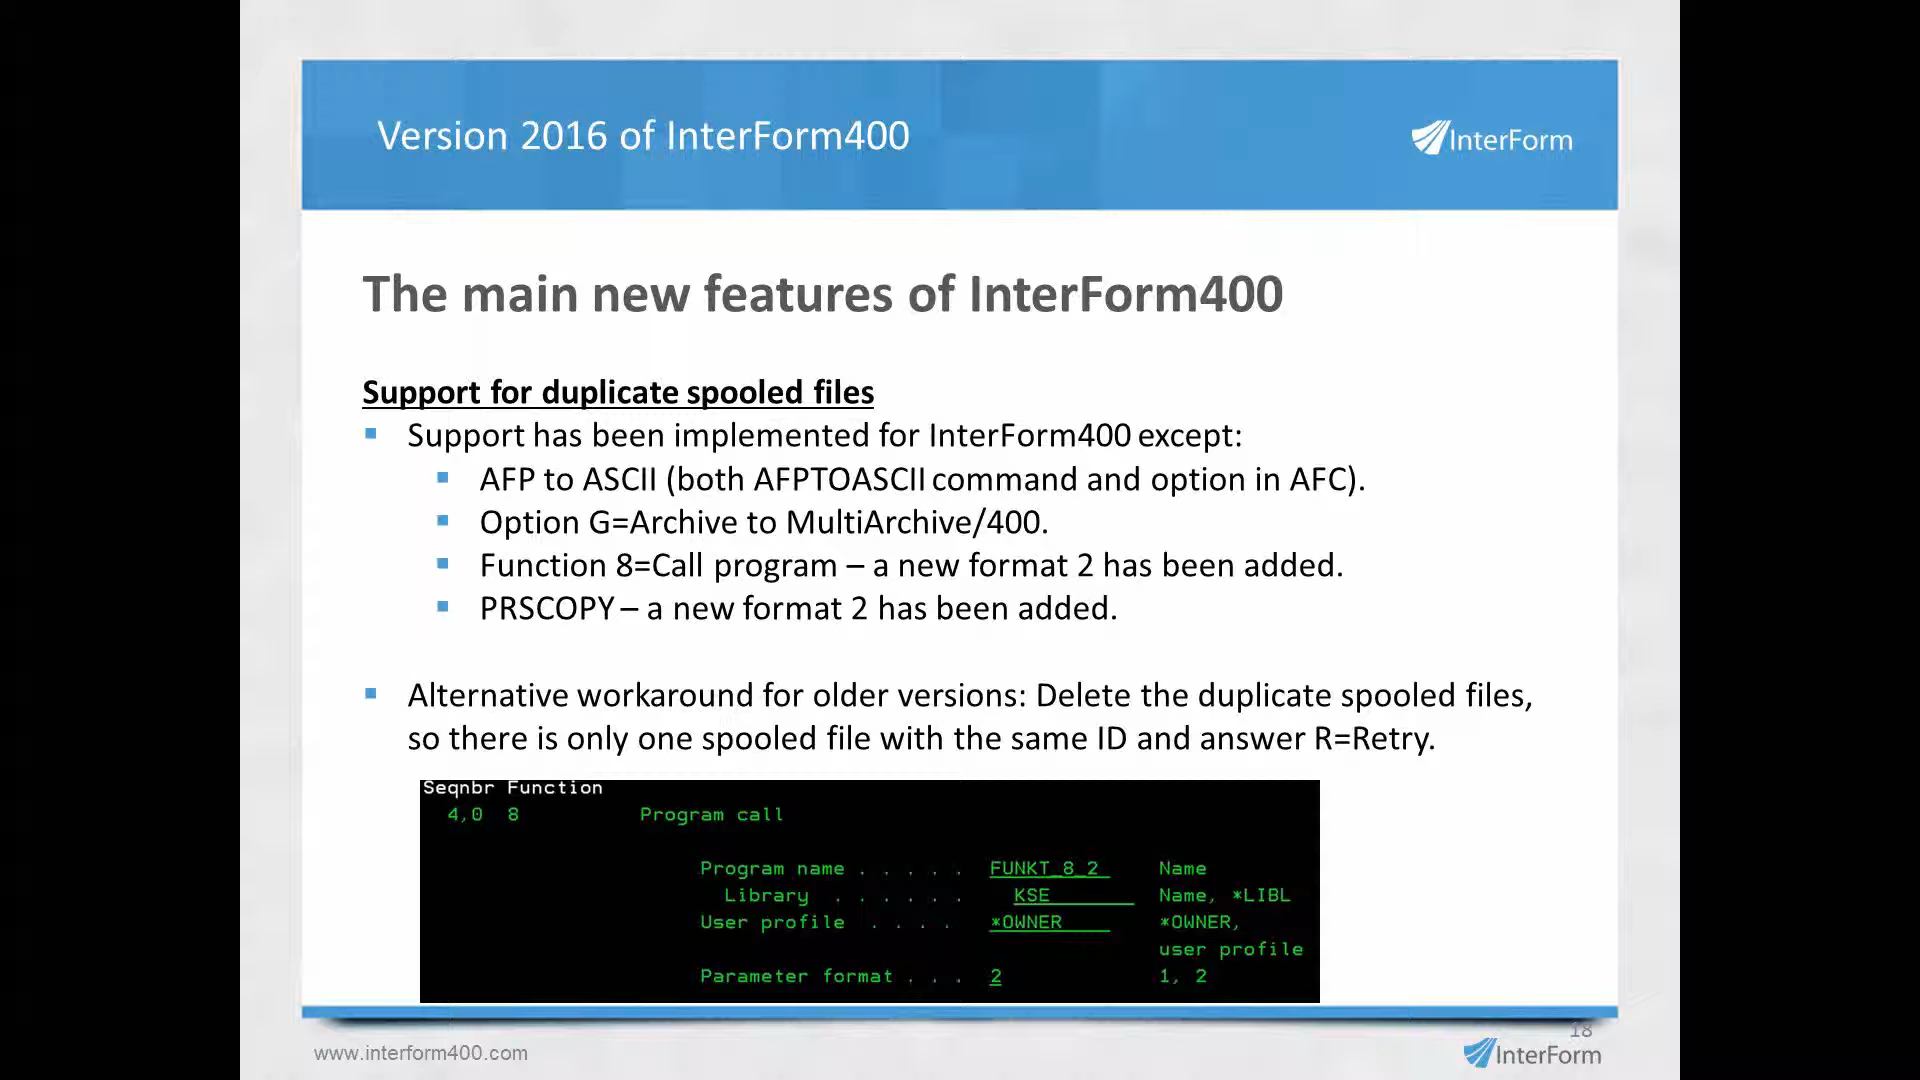 Version 2016 of InterForm400
InterForm
The main new features of InterForm400
Support for duplicate spooled files
Support has been implemented for InterForm400 except:
AFP to ASCII (both AFPTOASCII command and option in AFC).
Option G=Archive to MultiArchive/400.
Function 8=Call program – a new format 2 has been added.
PRSCOPY – a new format 2 has been added.
Alternative workaround for older versions: Delete the duplicate spooled files,
so there is only one spooled file with the same ID and answer R=Retry.
Seqnbr Function
4,0 8 Program call
Program name . . . . . FUNKT_8_2 Name
Library . . . . . . KSE Name, *LIBL
User profile . . . . *OWNER *OWNER,
user profile
Parameter format . . . 2 1, 2
18
www.interform400.com
InterForm